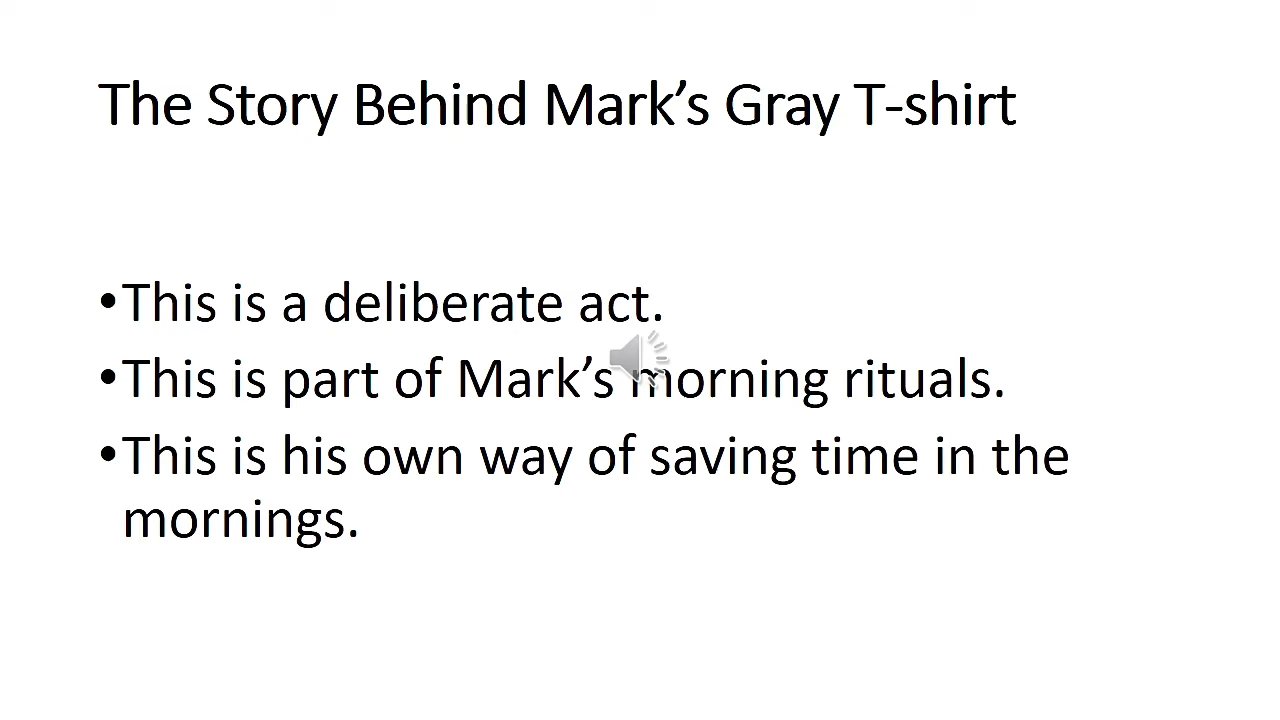 The Story Behind Mark’s Gray T-shirt
•This is a deliberate act.
•This is part of Mark’s morning rituals.
•This is his own way of saving time in the
mornings.